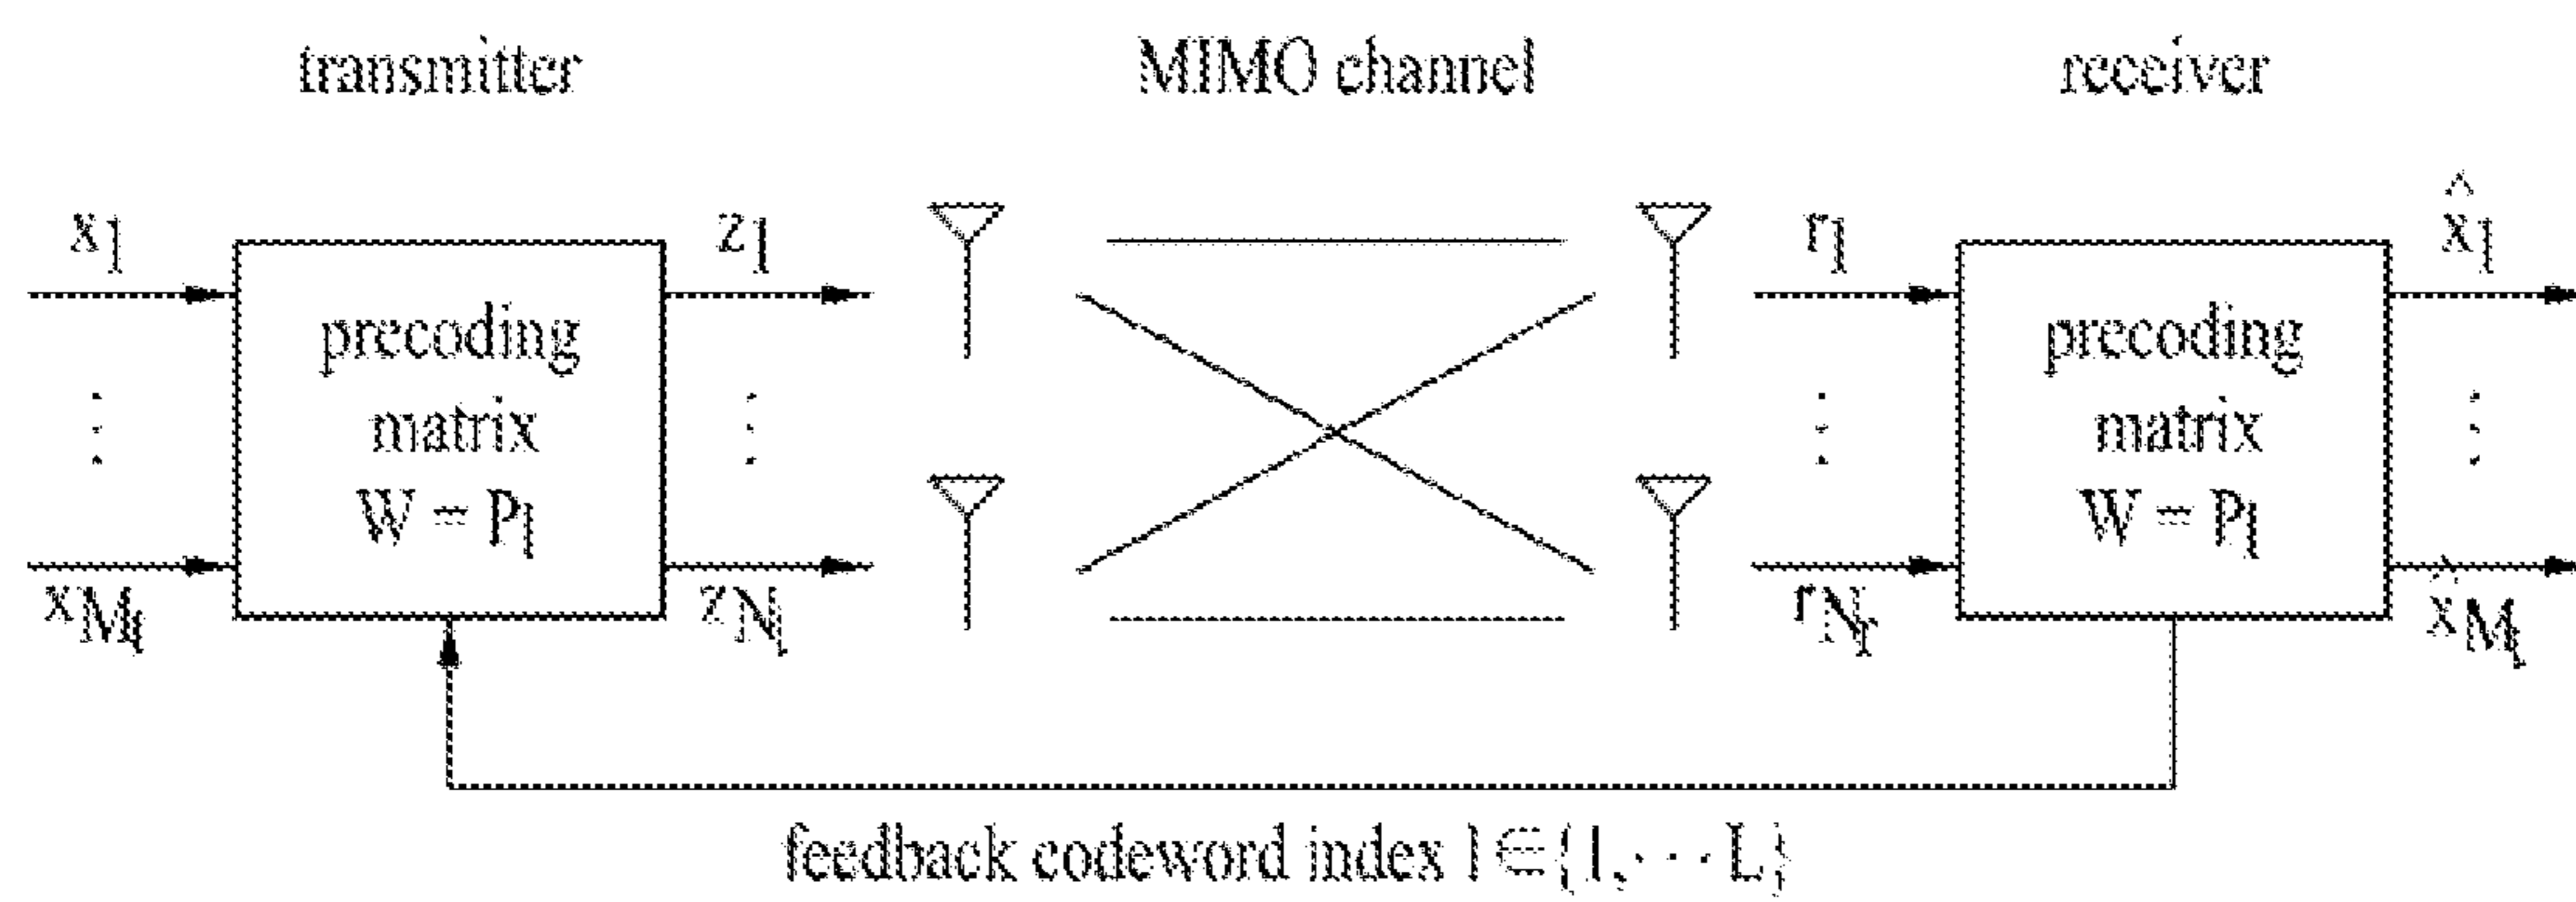 transmitter
MIMO channel
receiver
x1
z1
r1
x̂1
precoding
matrix
W = Pl
precoding
matrix
W = Pl
xMt
zNt
rNr
x̂Mt
feedback codeword index l∈{1,···L}